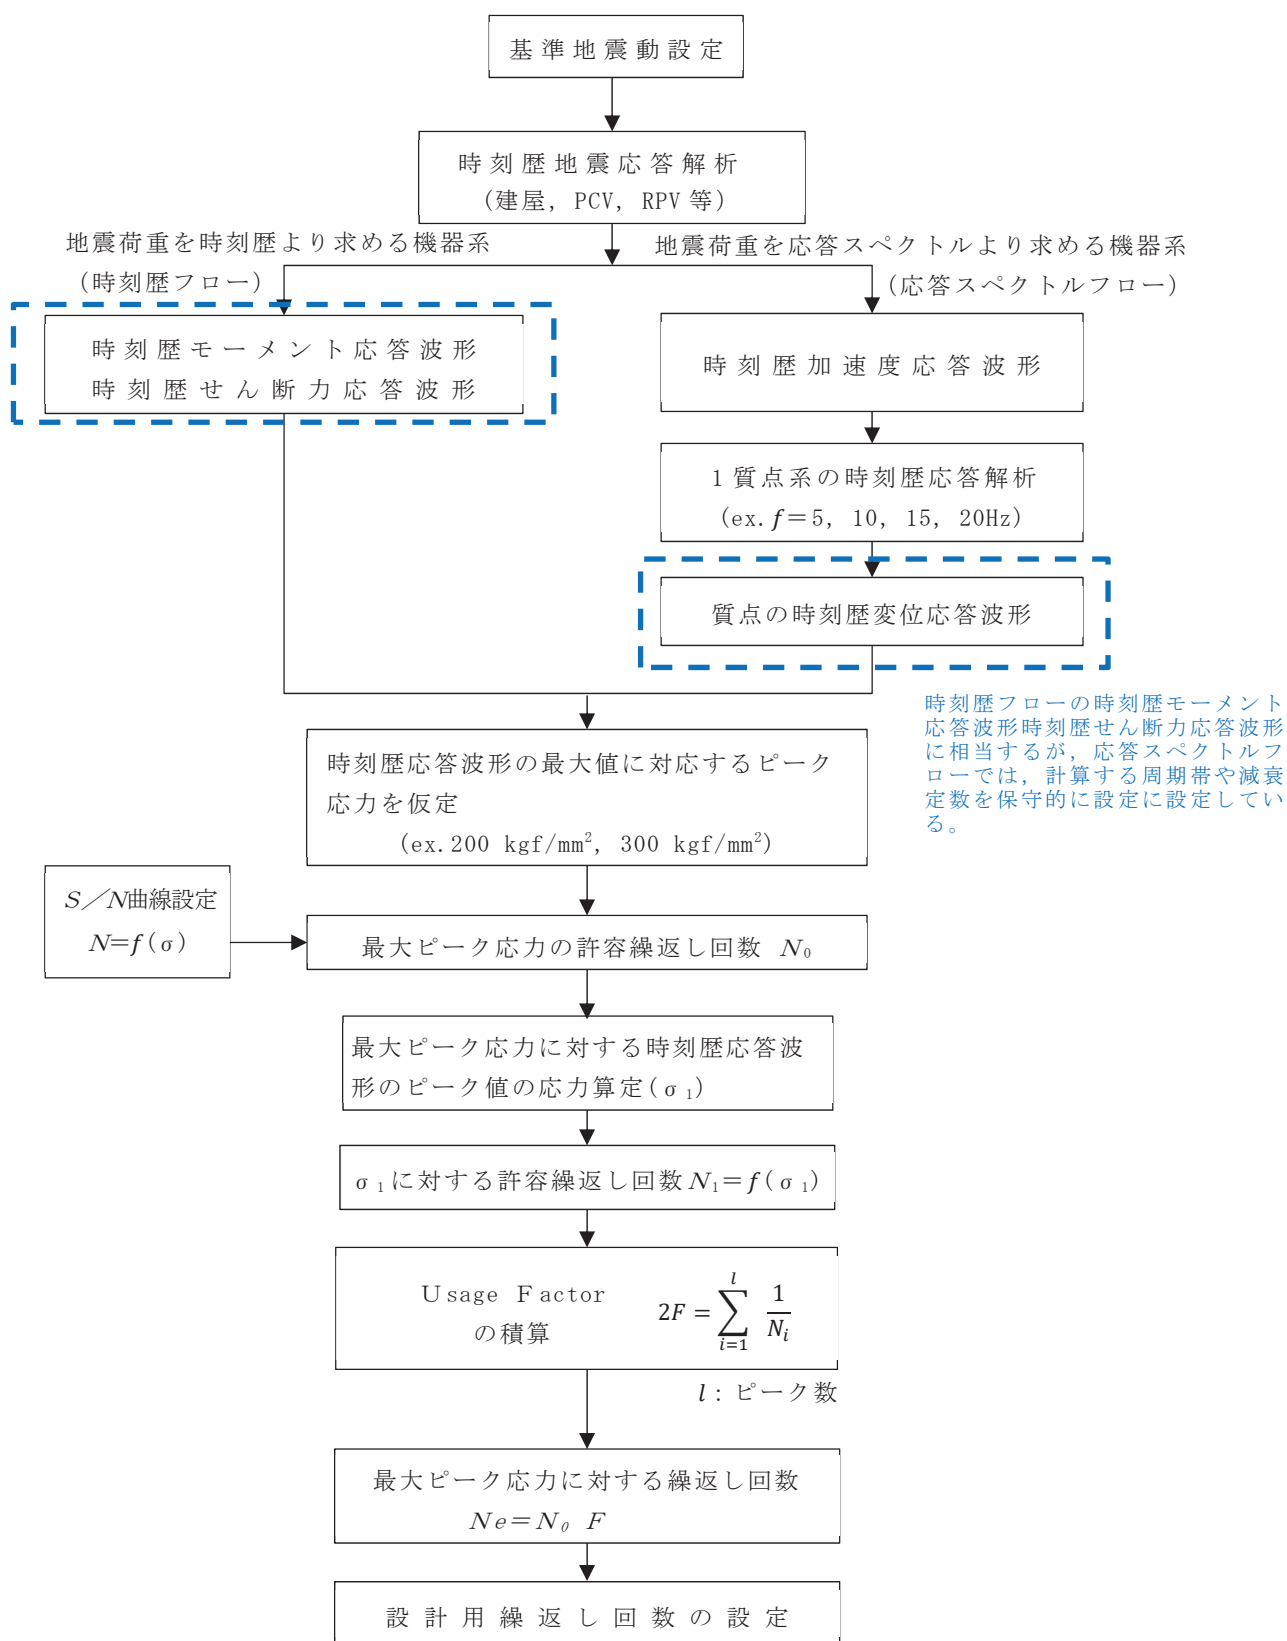 基準地震動設定
時刻歴地震応答解析
(建屋, PCV, RPV 等)
地震荷重を時刻歴より求める機器系
(時刻歴フロー)
地震荷重を応答スペクトルより求める機器系
(応答スペクトルフロー)
時刻歴モーメント応答波形
時刻歴せん断力応答波形
時刻歴加速度応答波形
1 質点系の時刻歴応答解析
(ex. f＝5, 10, 15, 20Hz)
質点の時刻歴変位応答波形
時刻歴フローの時刻歴モーメント
応答波形時刻歴せん断力応答波形
に相当するが, 応答スペクトルフ
ローでは, 計算する周期帯や減衰
定数を保守的に設定に設定してい
る。
時刻歴応答波形の最大値に対応するピーク
応力を仮定
(ex. 200 kgf/mm², 300 kgf/mm²)
S／N曲線設定
N＝f(σ)
最大ピーク応力の許容繰返し回数 N₀
最大ピーク応力に対する時刻歴応答波
形のピーク値の応力算定(σ₁)
σ₁に対する許容繰返し回数N₁＝f(σ₁)
Ｕsage Ｆactor
の積算
2F = \sum_{i=1}^{l} \frac{1}{N_i}
l：ピーク数
最大ピーク応力に対する繰返し回数
Ne＝N₀ F
設計用繰返し回数の設定